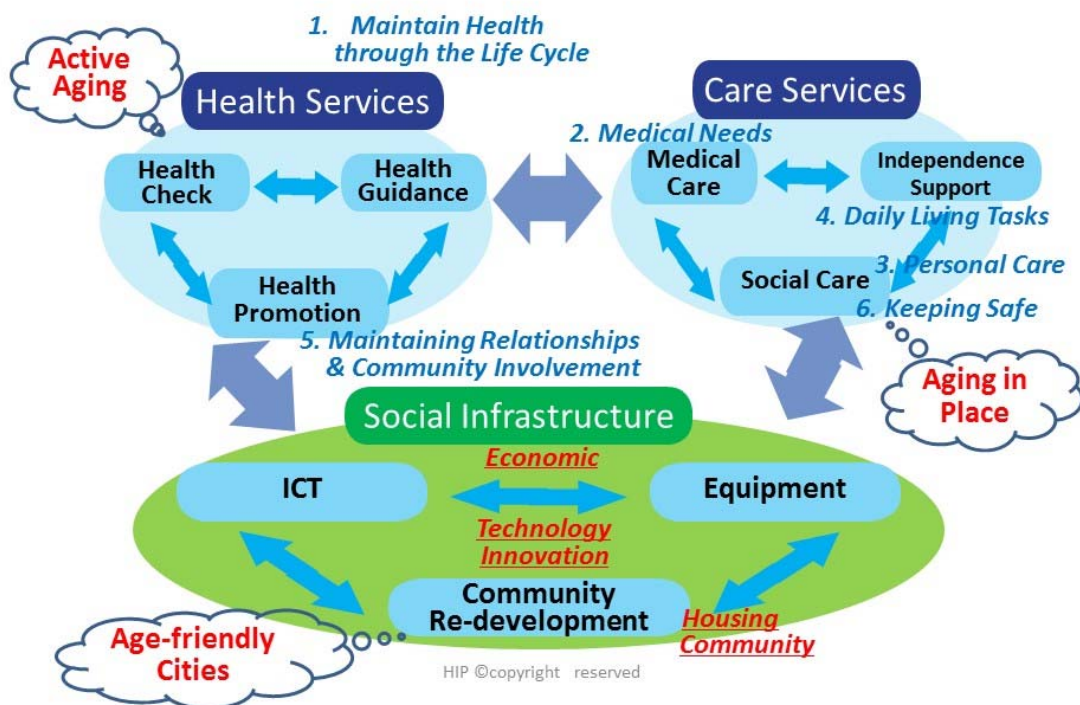 1. Maintain Health
through the Life Cycle
Active
Aging
Health Services
Care Services
2. Medical Needs
Health
Check
Health
Guidance
Medical
Care
Independence
Support
4. Daily Living Tasks
Health
Promotion
Social Care
3. Personal Care
6. Keeping Safe
5. Maintaining Relationships
& Community Involvement
Aging in
Place
Social Infrastructure
Economic
ICT
Equipment
Technology
Innovation
Community
Re-development
Housing
Community
Age-friendly
Cities
HIP ©copyright reserved